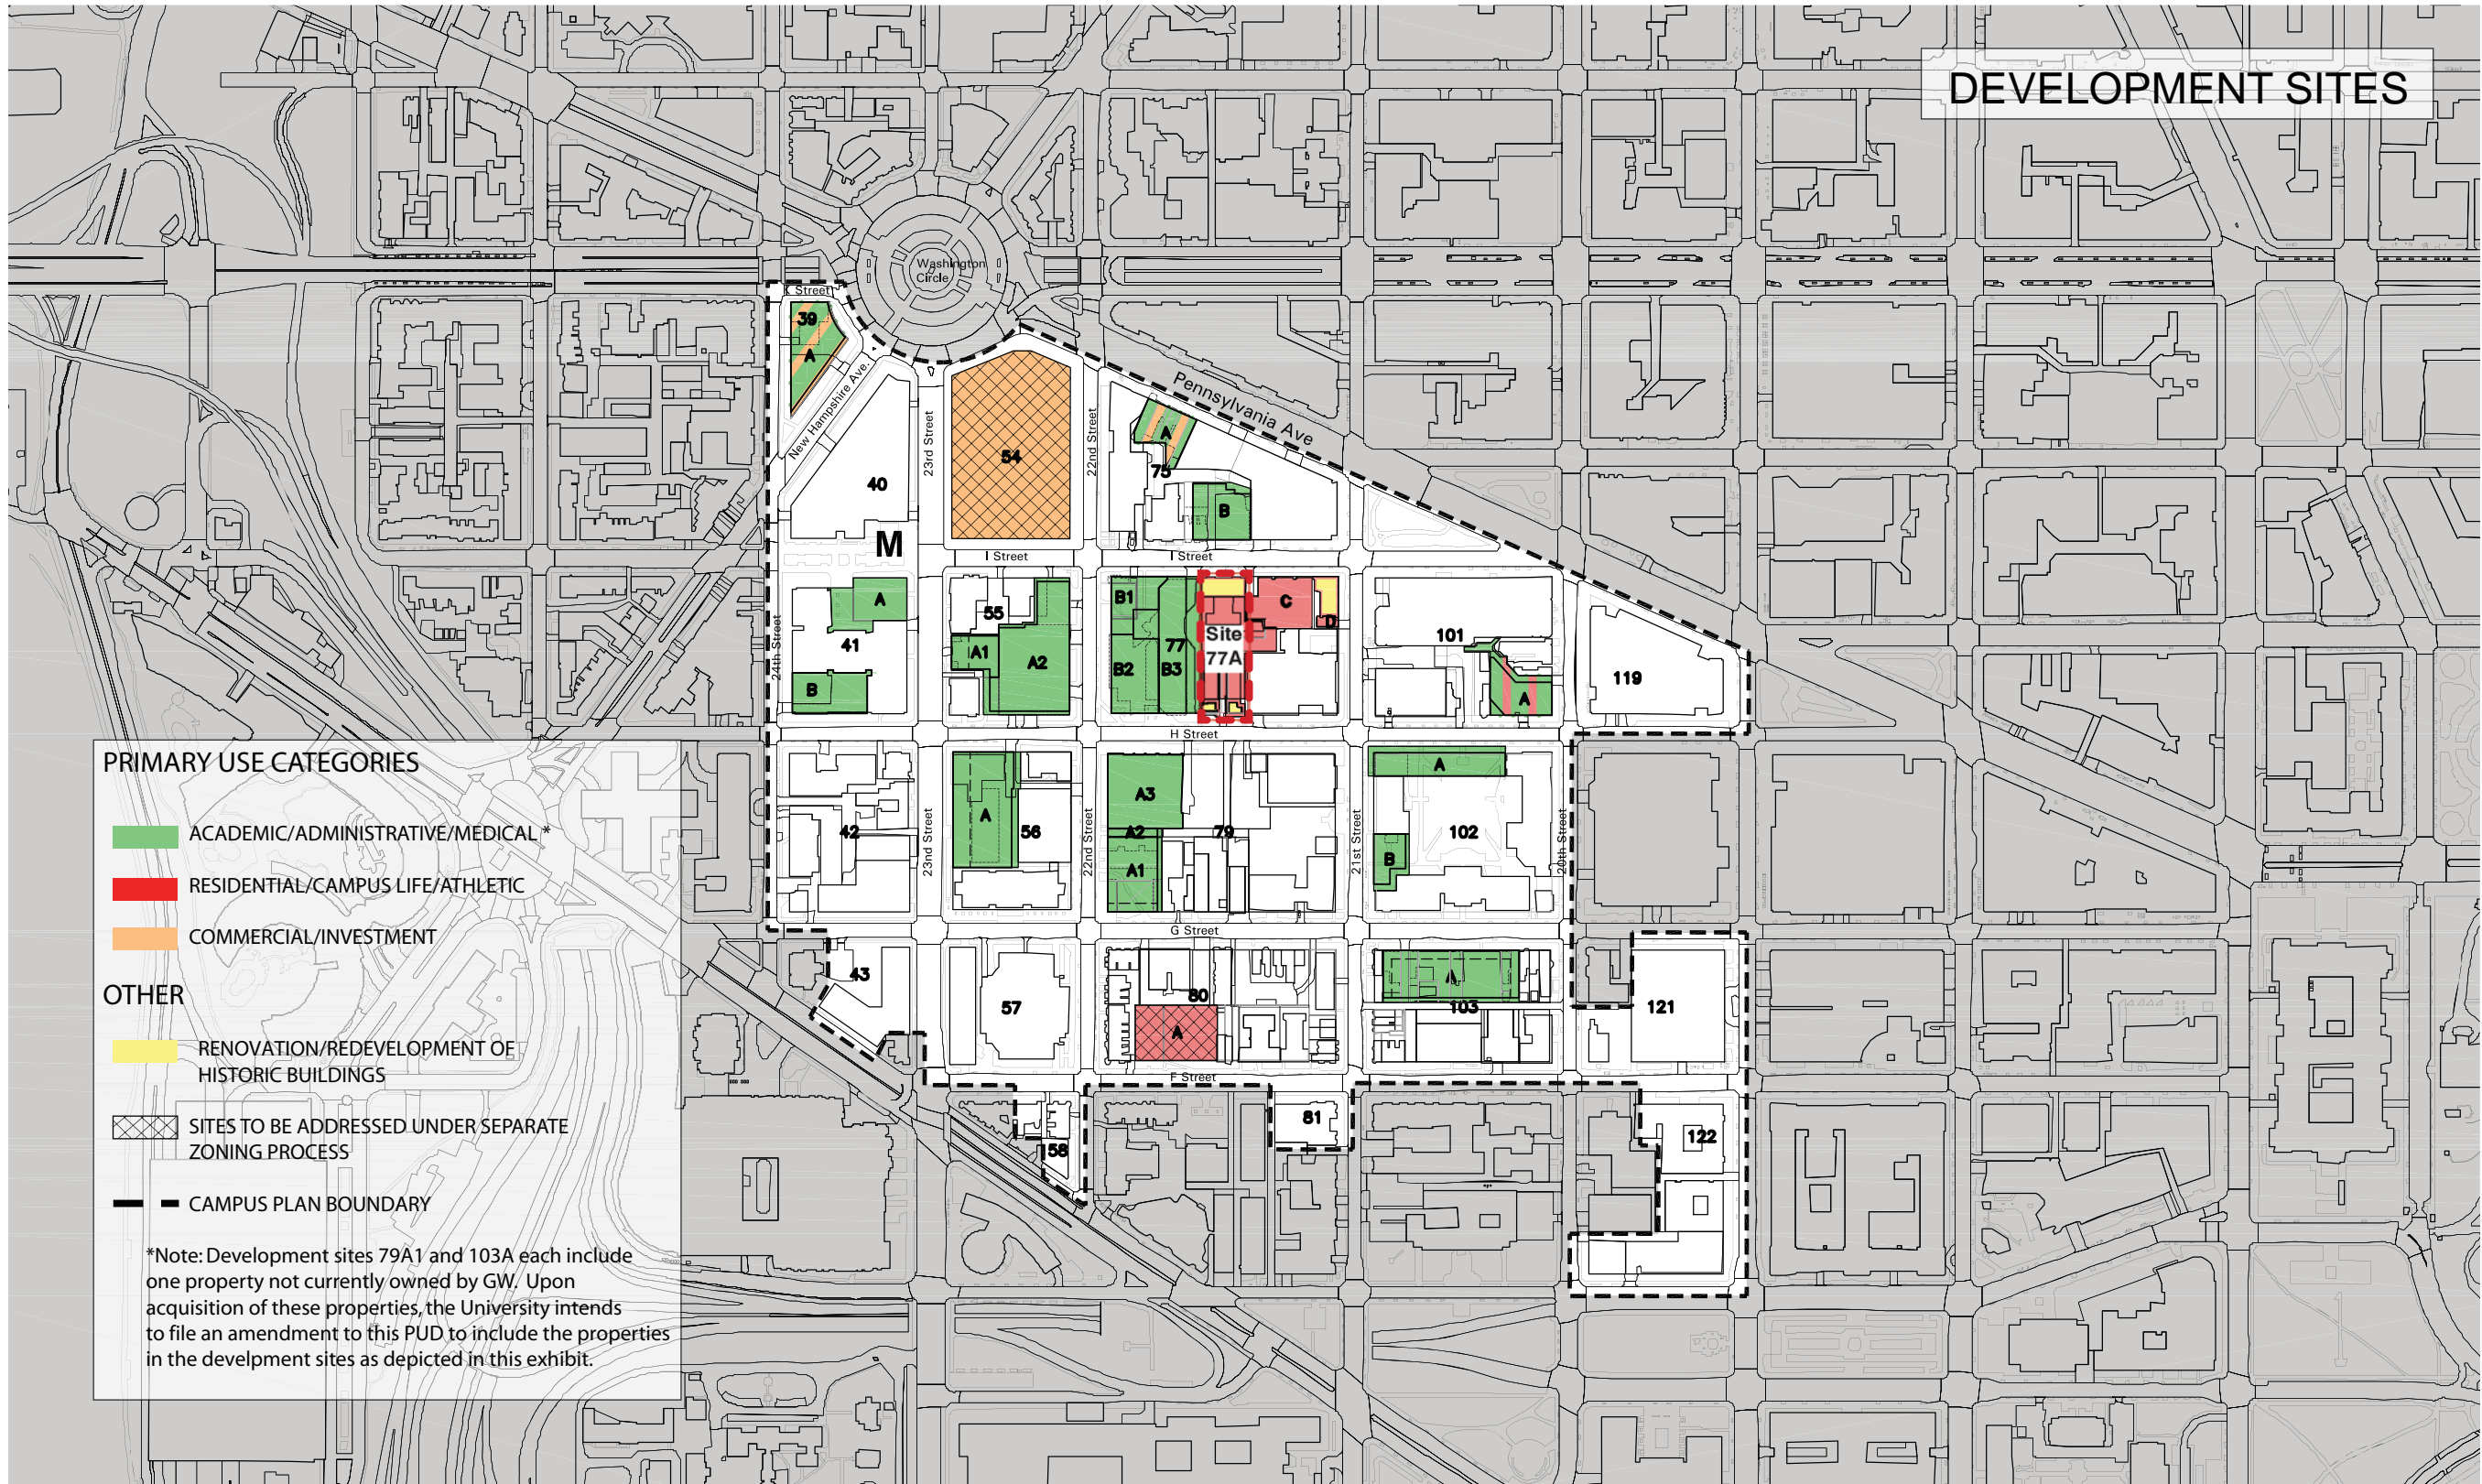 DEVELOPMENT SITES
Washington
Circle
K Street
39
A
New Hampshire Ave.
Pennsylvania Ave
23rd Street
22nd Street
54
A
75
40
B
M
I Street
I Street
A
55
B1
C
D
Site
77A
77
101
41
A1
A2
B2
B3
24th Street
B
A
119
H Street
PRIMARY USE CATEGORIES
ACADEMIC/ADMINISTRATIVE/MEDICAL *
RESIDENTIAL/CAMPUS LIFE/ATHLETIC
COMMERCIAL/INVESTMENT
OTHER
RENOVATION/REDEVELOPMENT OF
HISTORIC BUILDINGS
SITES TO BE ADDRESSED UNDER SEPARATE
ZONING PROCESS
CAMPUS PLAN BOUNDARY
*Note: Development sites 79A1 and 103A each include
one property not currently owned by GW. Upon
acquisition of these properties, the University intends
to file an amendment to this PUD to include the properties
in the develpment sites as depicted in this exhibit.
A
A3
A
42
23nd Street
56
22nd Street
A2
79
21st Street
102
20th Street
A1
B
G Street
43
57
80
A
A
103
121
F Street
81
58
122